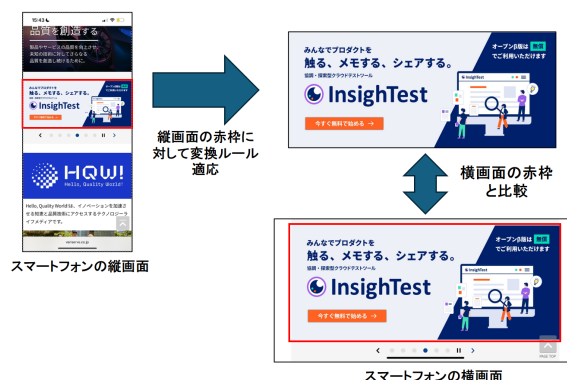 15:43
品質を創造する
製品やサービスの品質を向上させ、
未知の技術に対してさらなる
品質を創造し続けるために。
みんなでプロダクトを
触る、メモする、シェアする。
InsighTest
今すぐ無料で始める →
HQW!
Hello, Quality World!
Hello, Quality World!は、イノベーションを加速さ
せる知恵と品質技術にアクセスするテクノロジーラ
イフメディアです。
スマートフォンの縦画面
縦画面の赤枠に
対して変換ルール
適応
みんなでプロダクトを
触る、メモする、シェアする。
協調・探索型クラウドテストツール
InsighTest
今すぐ無料で始める →
オープンβ版は 無償
でご利用いただけます
横画面の赤枠
と比較
みんなでプロダクトを
触る、メモする、シェアする。
協調・探索型クラウドテストツール
InsighTest
今すぐ無料で始める →
オープンβ版は 無償
でご利用いただけます
InsighTest
PAGE TOP
スマートフォンの横画面